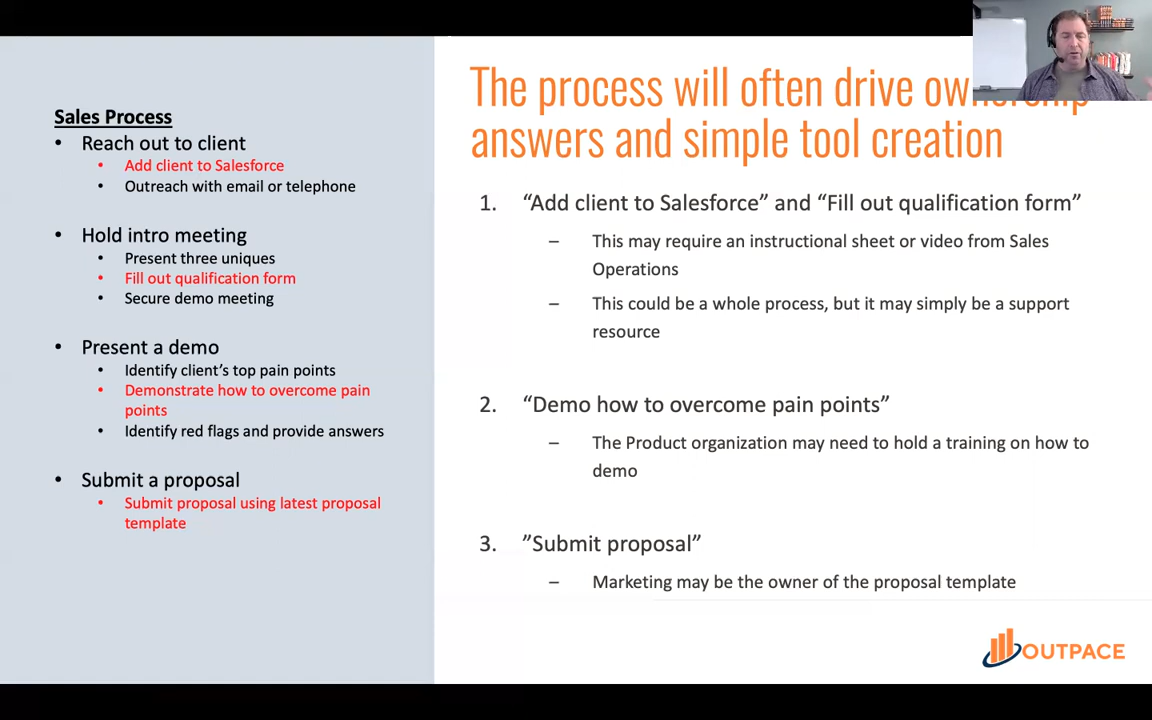 Sales Process
• Reach out to client
• Add client to Salesforce
• Outreach with email or telephone
• Hold intro meeting
• Present three uniques
• Fill out qualification form
• Secure demo meeting
• Present a demo
• Identify client's top pain points
• Demonstrate how to overcome pain
points
• Identify red flags and provide answers
• Submit a proposal
• Submit proposal using latest proposal
template
The process will often drive ownership
answers and simple tool creation
1. “Add client to Salesforce” and “Fill out qualification form”
– This may require an instructional sheet or video from Sales
Operations
– This could be a whole process, but it may simply be a support
resource
2. “Demo how to overcome pain points”
– The Product organization may need to hold a training on how to
demo
3. ”Submit proposal”
– Marketing may be the owner of the proposal template
OUTPACE